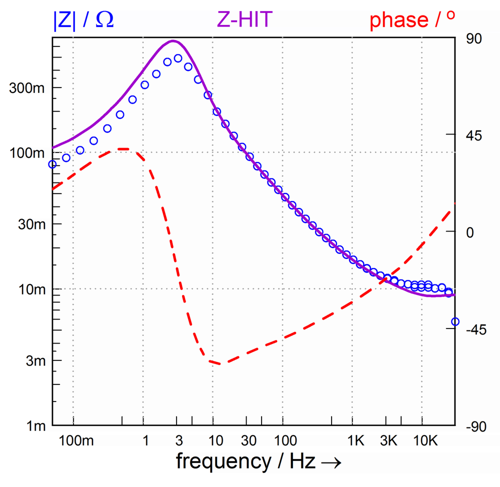 |Z| / Ω Z-HIT phase / °
90
300m
45
100m
30m
0
10m
-45
3m
1m -90
100m 1 3 10 30 100 1K 3K 10K
frequency / Hz →